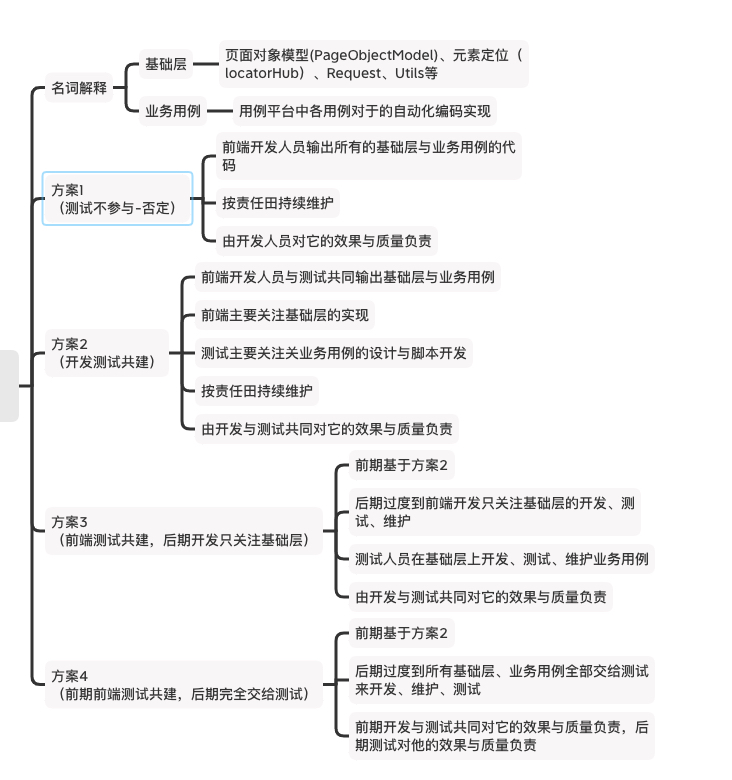 名词解释
基础层
页面对象模型(PageObjectModel)、元素定位（
locatorHub）、Request、Utils等
业务用例
用例平台中各用例对于的自动化编码实现
方案1
（测试不参与-否定）
前端开发人员输出所有的基础层与业务用例的代
码
按责任田持续维护
由开发人员对它的效果与质量负责
方案2
（开发测试共建）
前端开发人员与测试共同输出基础层与业务用例
前端主要关注基础层的实现
测试主要关注关业务用例的设计与脚本开发
按责任田持续维护
由开发与测试共同对它的效果与质量负责
方案3
（前端测试共建，后期开发只关注基础层）
前期基于方案2
后期过度到前端开发只关注基础层的开发、测
试、维护
测试人员在基础层上开发、测试、维护业务用例
由开发与测试共同对它的效果与质量负责
方案4
（前期前端测试共建，后期完全交给测试）
前期基于方案2
后期过度到所有基础层、业务用例全部交给测试
来开发、维护、测试
前期开发与测试共同对它的效果与质量负责，后
期测试对他的效果与质量负责